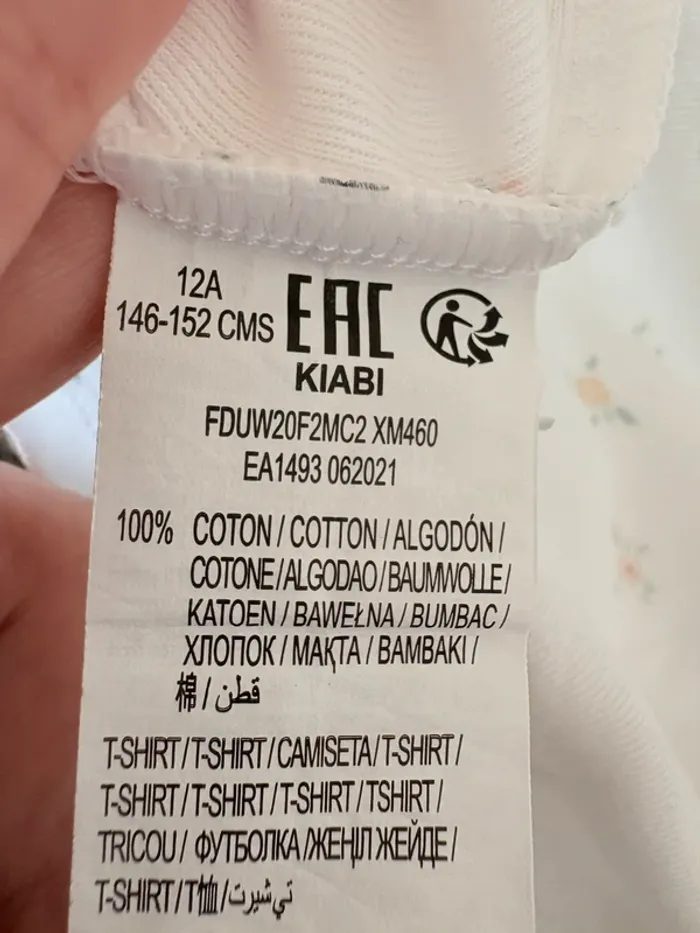 12A
146-152 CMS
EAC
KIABI
FDUW20F2MC2 XM460
EA1493 062021
100% COTON / COTTON / ALGODÓN /
COTONE / ALGODAO / BAUMWOLLE /
KATOEN / BAWEŁNA / BUMBAC /
ХЛОПОК / МАҚТА / BAMBAKI /
棉 / قطن
T-SHIRT / T-SHIRT / CAMISETA / T-SHIRT /
T-SHIRT / T-SHIRT / T-SHIRT / TSHIRT /
TRICOU / ФУТБОЛКА /ЖЕҢІЛ ЖЕЙДЕ /
T-SHIRT / T恤 / تي شيرت